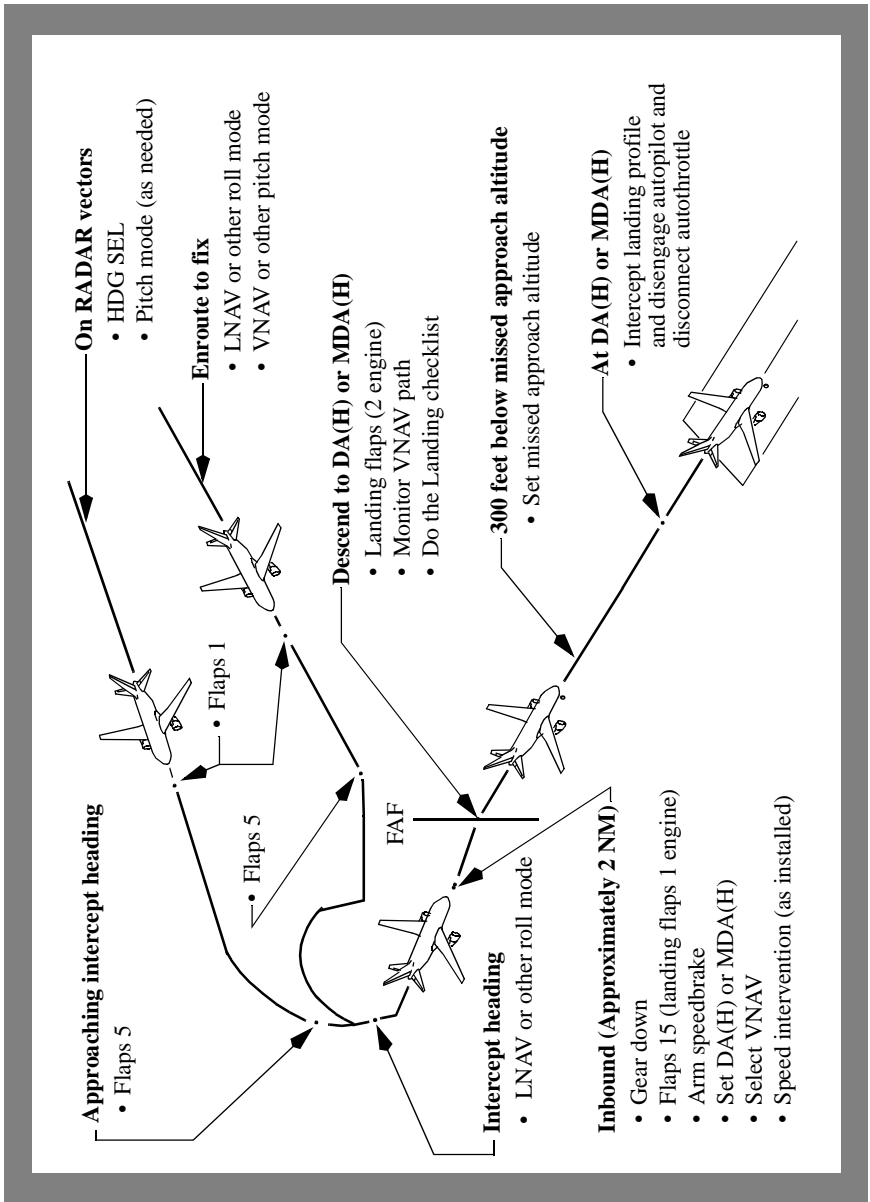 On RADAR vectors
• HDG SEL
• Pitch mode (as needed)
Enroute to fix
• LNAV or other roll mode
• VNAV or other pitch mode
• Flaps 1
Approaching intercept heading
• Flaps 5
• Flaps 5
Descend to DA(H) or MDA(H)
• Landing flaps (2 engine)
• Monitor VNAV path
• Do the Landing checklist
FAF
Intercept heading
• LNAV or other roll mode
300 feet below missed approach altitude
• Set missed approach altitude
Inbound (Approximately 2 NM)
• Gear down
• Flaps 15 (landing flaps 1 engine)
• Arm speedbrake
• Set DA(H) or MDA(H)
• Select VNAV
• Speed intervention (as installed)
At DA(H) or MDA(H)
• Intercept landing profile
and disengage autopilot and
disconnect autothrottle